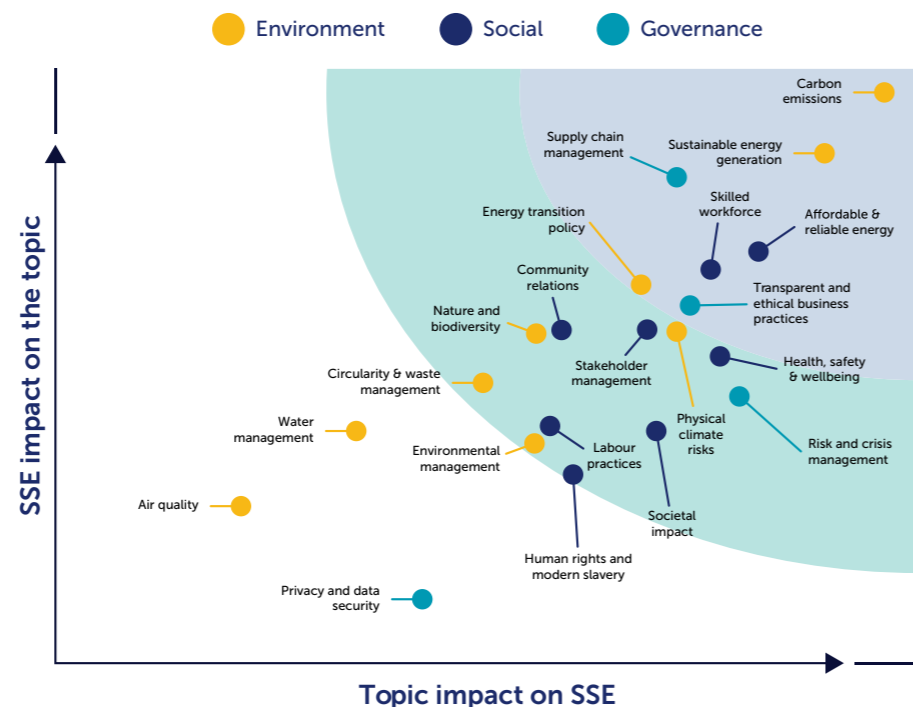 Environment
Social
Governance
Carbon
emissions
Supply chain
management
Sustainable energy
generation
Skilled
workforce
Energy transition
policy
Affordable &
reliable energy
Community
relations
Transparent and
ethical business
practices
Nature and
biodiversity
Stakeholder
management
Health, safety
& wellbeing
Circularity & waste
management
Water
management
Environmental
management
Labour
practices
Physical
climate
risks
Risk and crisis
management
Air quality
Societal
impact
Human rights and
modern slavery
Privacy and data
security
SSE impact on the topic
Topic impact on SSE